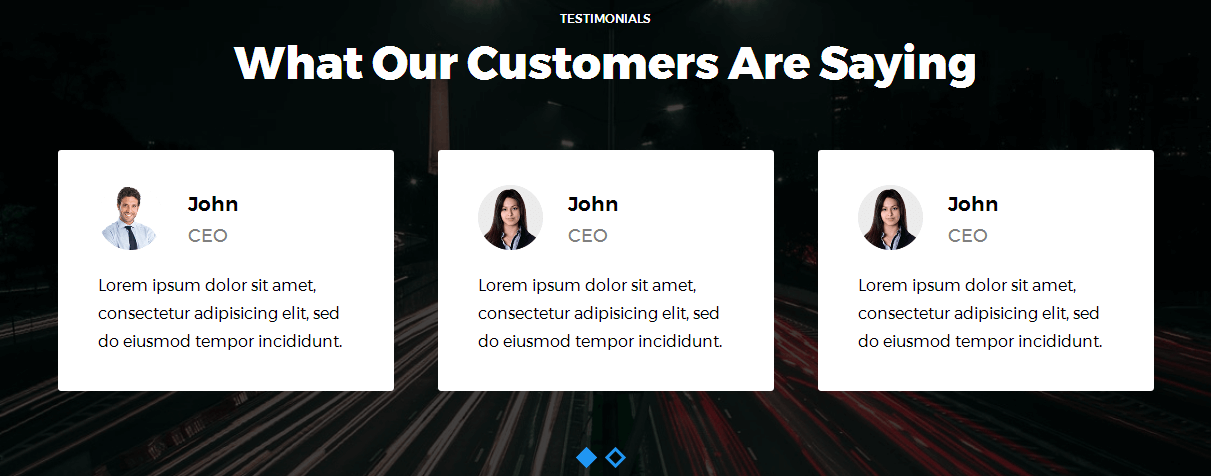 TESTIMONIALS
What Our Customers Are Saying
John
CEO
Lorem ipsum dolor sit amet,
consectetur adipisicing elit, sed
do eiusmod tempor incididunt.
John
CEO
Lorem ipsum dolor sit amet,
consectetur adipisicing elit, sed
do eiusmod tempor incididunt.
John
CEO
Lorem ipsum dolor sit amet,
consectetur adipisicing elit, sed
do eiusmod tempor incididunt.